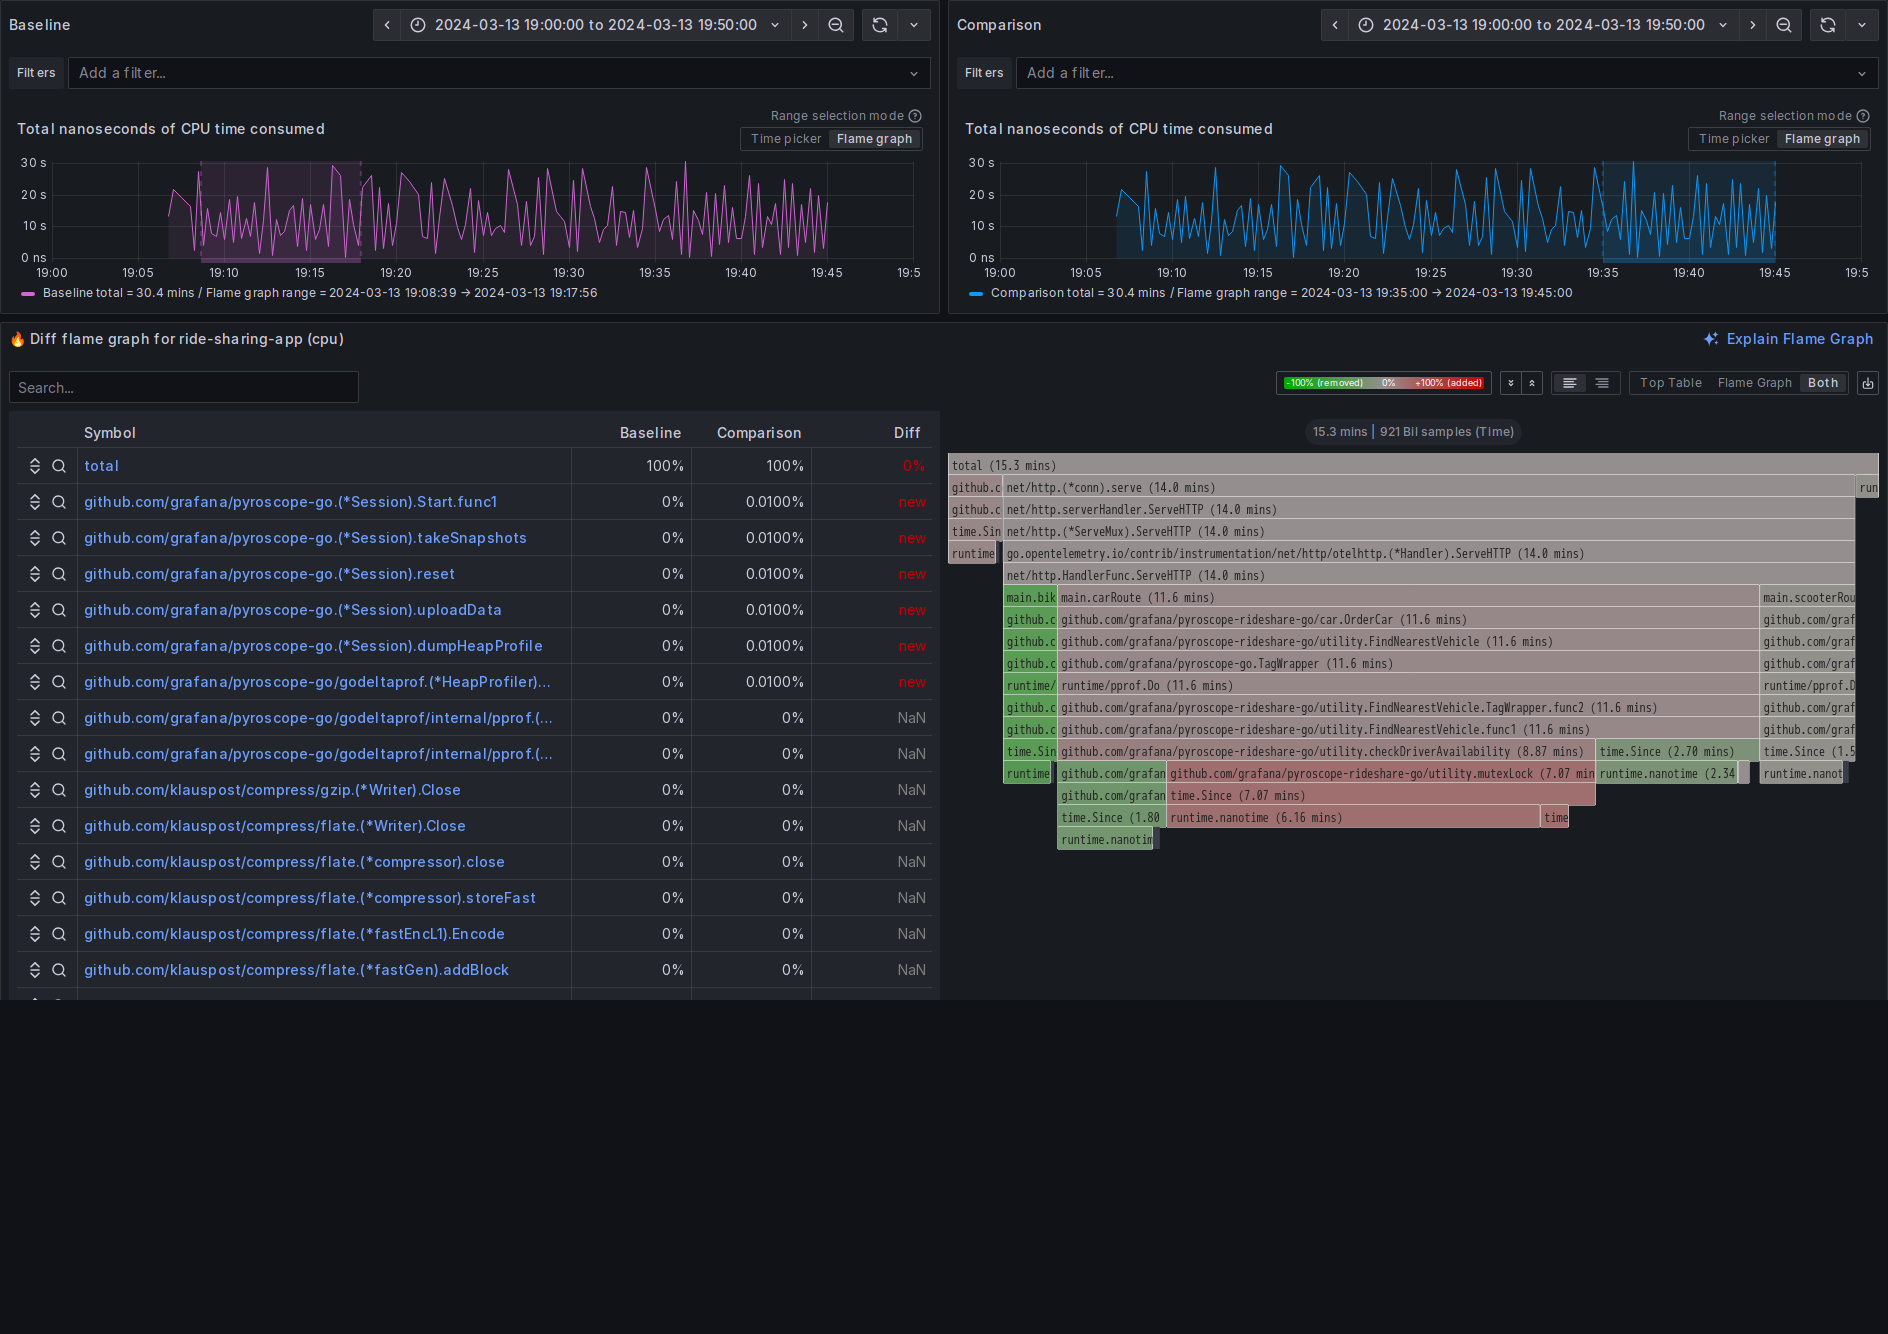 Baseline
2024-03-13 19:00:00 to 2024-03-13 19:50:00
Filters
Add a filter...
Range selection mode
Total nanoseconds of CPU time consumed
Time picker Flame graph
30 s
20 s
10 s
0 ns
19:00 19:05 19:10 19:15 19:20 19:25 19:30 19:35 19:40 19:45 19:5
Baseline total = 30.4 mins / Flame graph range = 2024-03-13 19:08:39 → 2024-03-13 19:17:56
Comparison
2024-03-13 19:00:00 to 2024-03-13 19:50:00
Filters
Add a filter...
Range selection mode
Total nanoseconds of CPU time consumed
Time picker Flame graph
30 s
20 s
10 s
0 ns
19:00 19:05 19:10 19:15 19:20 19:25 19:30 19:35 19:40 19:45 19:5
Comparison total = 30.4 mins / Flame graph range = 2024-03-13 19:35:00 → 2024-03-13 19:45:00
🔥 Diff flame graph for ride-sharing-app (cpu)
Explain Flame Graph
Search...
-100% (removed) 0% +100% (added)
Top Table Flame Graph Both
Symbol Baseline Comparison Diff
total 100% 100% 0%
github.com/grafana/pyroscope-go.(*Session).Start.func1 0% 0.0100% new
github.com/grafana/pyroscope-go.(*Session).takeSnapshots 0% 0.0100% new
github.com/grafana/pyroscope-go.(*Session).reset 0% 0.0100% new
github.com/grafana/pyroscope-go.(*Session).uploadData 0% 0.0100% new
github.com/grafana/pyroscope-go.(*Session).dumpHeapProfile 0% 0.0100% new
github.com/grafana/pyroscope-go/godeltaprof.(*HeapProfiler)... 0% 0.0100% new
github.com/grafana/pyroscope-go/godeltaprof/internal/pprof.(... 0% 0% NaN
github.com/grafana/pyroscope-go/godeltaprof/internal/pprof.(... 0% 0% NaN
github.com/klauspost/compress/gzip.(*Writer).Close 0% 0% NaN
github.com/klauspost/compress/flate.(*Writer).Close 0% 0% NaN
github.com/klauspost/compress/flate.(*compressor).close 0% 0% NaN
github.com/klauspost/compress/flate.(*compressor).storeFast 0% 0% NaN
github.com/klauspost/compress/flate.(*fastEncL1).Encode 0% 0% NaN
github.com/klauspost/compress/flate.(*fastGen).addBlock 0% 0% NaN
15.3 mins | 921 Bil samples (Time)
total (15.3 mins)
github.c net/http.(*conn).serve (14.0 mins) run
github.c net/http.serverHandler.ServeHTTP (14.0 mins)
time.Sin net/http.(*ServeMux).ServeHTTP (14.0 mins)
runtime go.opentelemetry.io/contrib/instrumentation/net/http/otelhttp.(*Handler).ServeHTTP (14.0 mins)
net/http.HandlerFunc.ServeHTTP (14.0 mins)
main.bik main.carRoute (11.6 mins) main.scooterRou
github.c github.com/grafana/pyroscope-rideshare-go/car.OrderCar (11.6 mins) github.com/graf
github.c github.com/grafana/pyroscope-rideshare-go/utility.FindNearestVehicle (11.6 mins) github.com/graf
github.c github.com/grafana/pyroscope-go.TagWrapper (11.6 mins) github.com/graf
runtime/ runtime/pprof.Do (11.6 mins) runtime/pprof.D
github.c github.com/grafana/pyroscope-rideshare-go/utility.FindNearestVehicle.TagWrapper.func2 (11.6 mins) github.com/graf
github.c github.com/grafana/pyroscope-rideshare-go/utility.FindNearestVehicle.func1 (11.6 mins) github.com/graf
time.Sin github.com/grafana/pyroscope-rideshare-go/utility.checkDriverAvailability (8.87 mins) time.Since (2.70 mins) time.Since (1.5
runtime github.com/grafan github.com/grafana/pyroscope-rideshare-go/utility.mutexLock (7.07 min runtime.nanotime (2.34 runtime.nanot
github.com/grafan time.Since (7.07 mins)
time.Since (1.80 runtime.nanotime (6.16 mins) time
runtime.nanotim